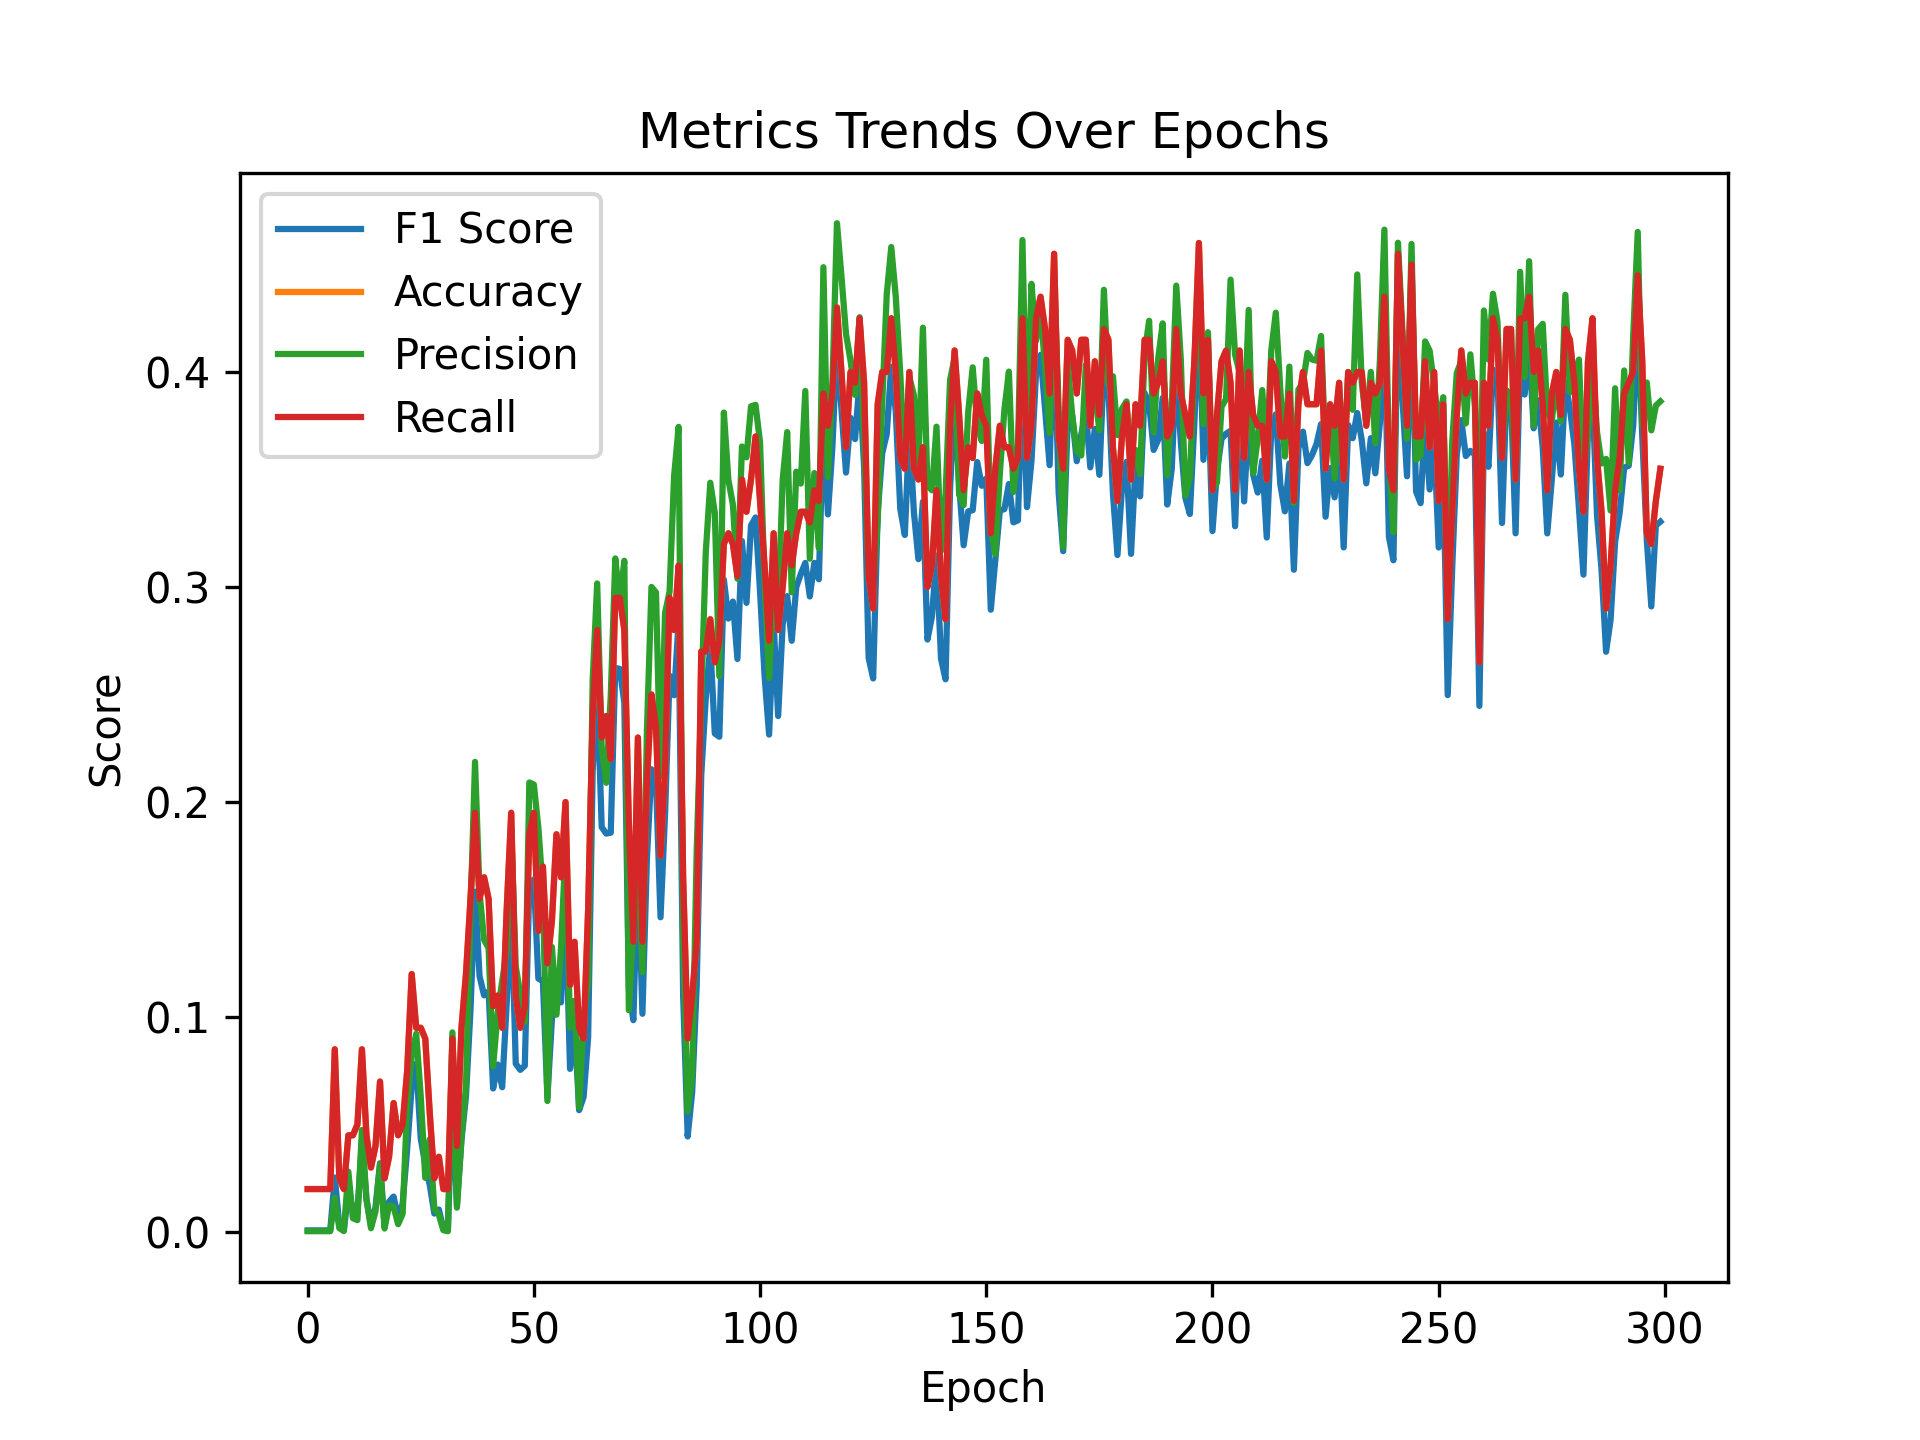 Metrics Trends Over Epochs
F1 Score
Accuracy
Precision
Recall
Score
0.4
0.3
0.2
0.1
0.0
0 50 100 150 200 250 300
Epoch